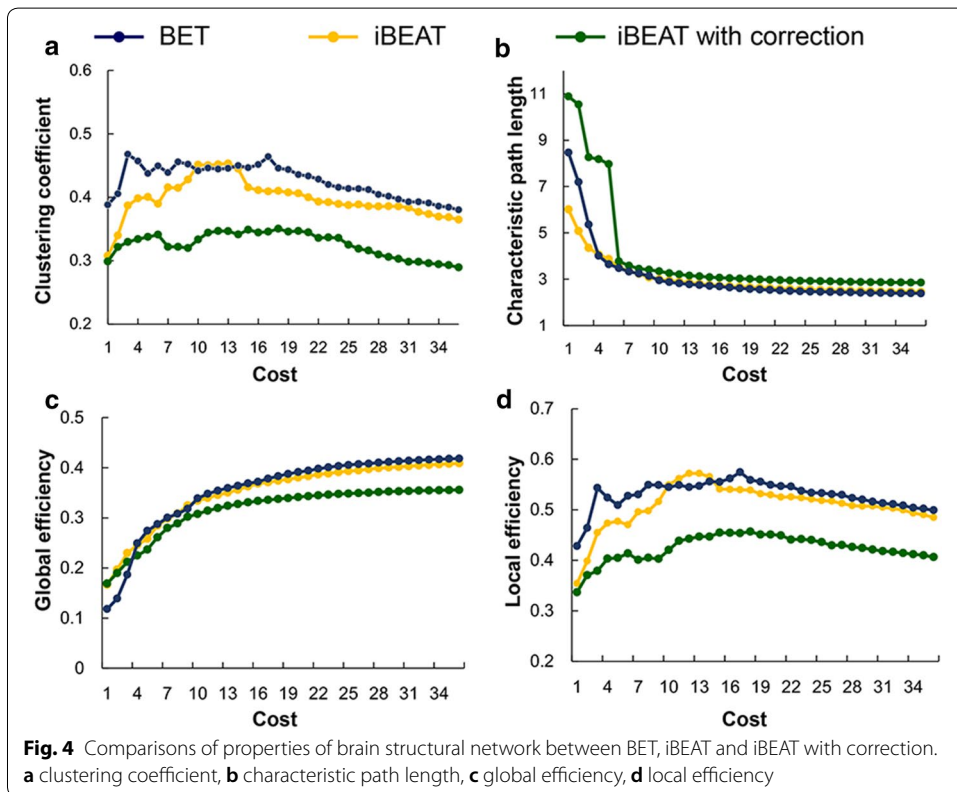 a BET iBEAT b iBEAT with correction
Clustering coefficient
0.6
0.5
0.4
0.3
0.2
1 4 7 10 13 16 19 22 25 28 31 34
Cost
Characteristic path length
11
9
7
5
3
1
1 4 7 10 13 16 19 22 25 28 31 34
Cost
c
Global efficiency
0.5
0.4
0.3
0.2
0.1
0
1 4 7 10 13 16 19 22 25 28 31 34
Cost
d
Local efficiency
0.7
0.6
0.5
0.4
0.3
0.2
1 4 7 10 13 16 19 22 25 28 31 34
Cost
Fig. 4 Comparisons of properties of brain structural network between BET, iBEAT and iBEAT with correction.
a clustering coefficient, b characteristic path length, c global efficiency, d local efficiency